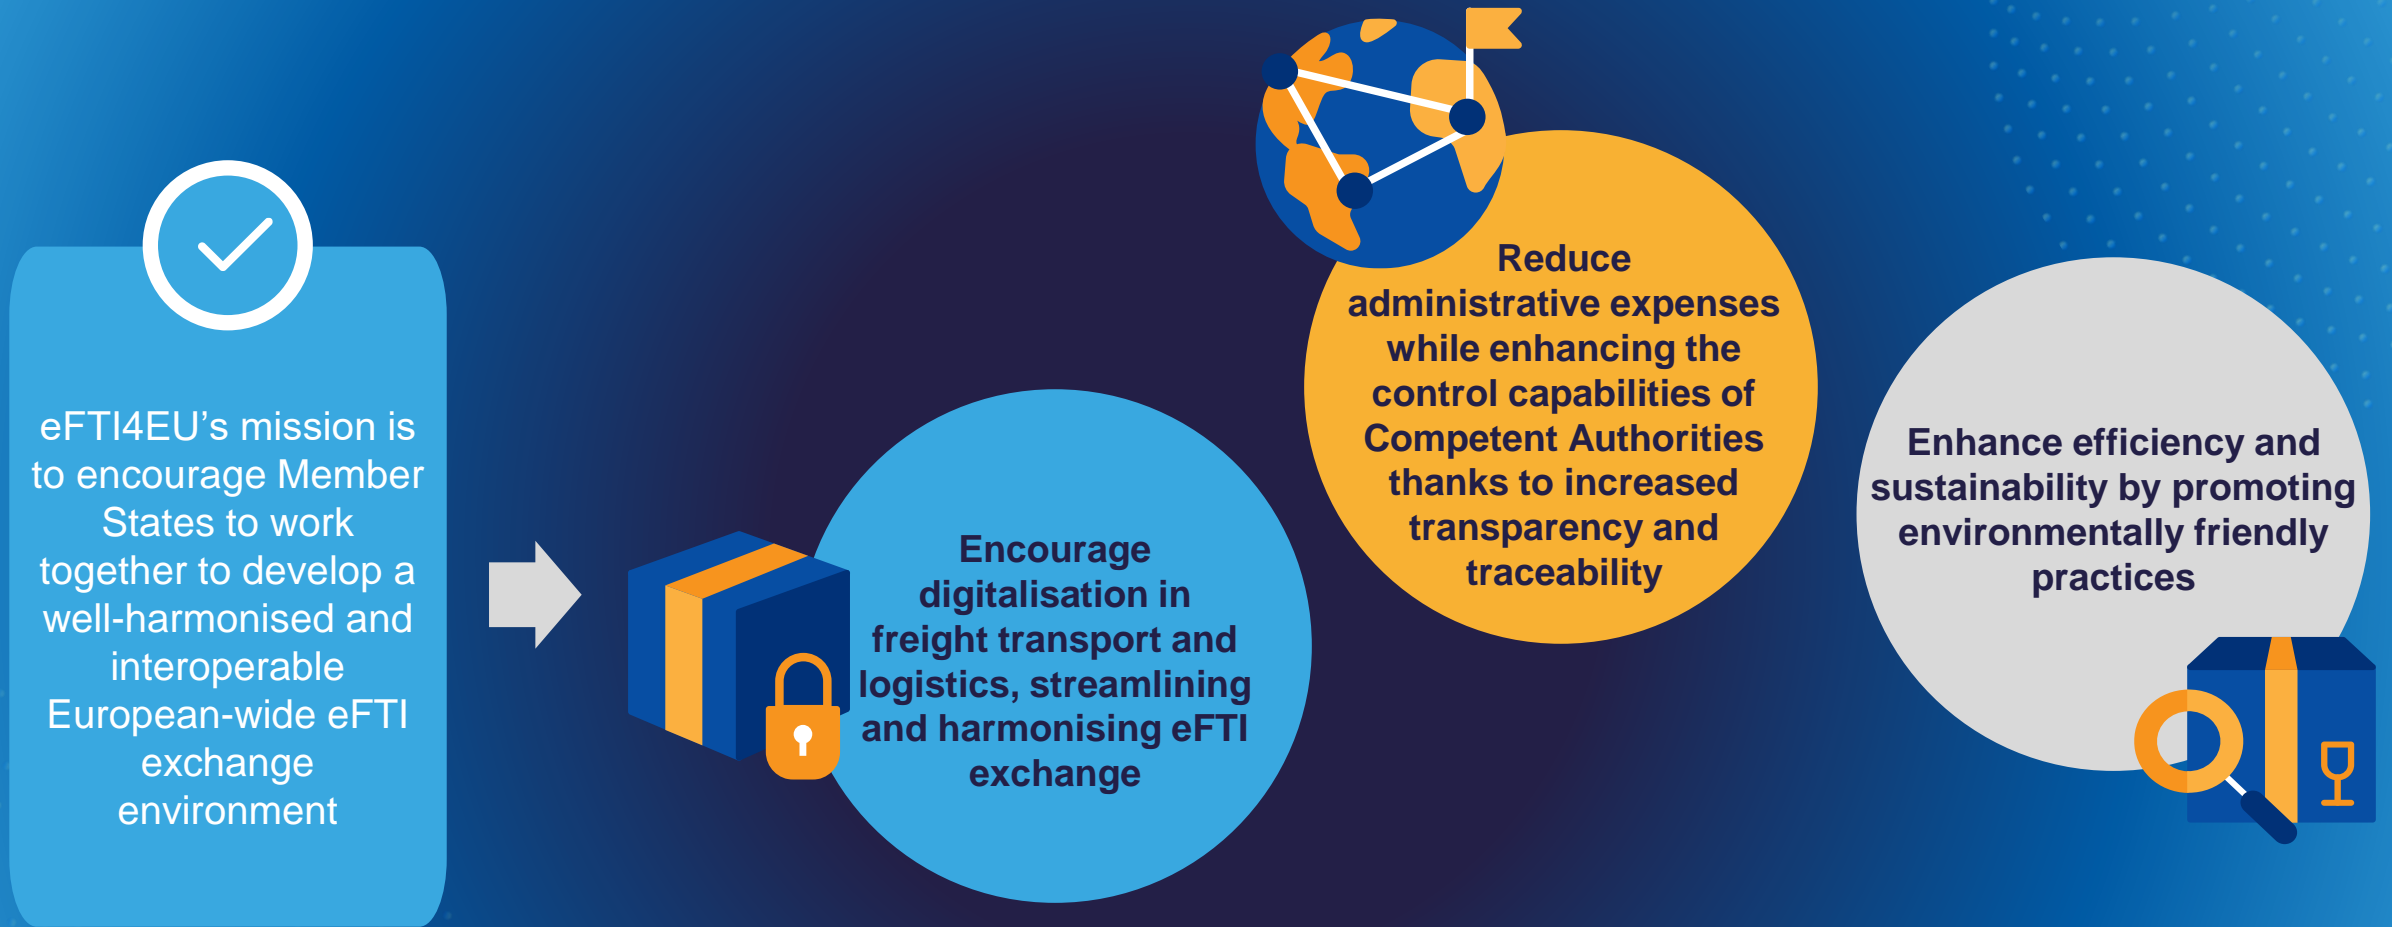 eFTI4EU’s mission is
to encourage Member
States to work
together to develop a
well-harmonised and
interoperable
European-wide eFTI
exchange
environment
Encourage
digitalisation in
freight transport and
logistics, streamlining
and harmonising eFTI
exchange
Reduce
administrative expenses
while enhancing the
control capabilities of
Competent Authorities
thanks to increased
transparency and
traceability
Enhance efficiency and
sustainability by promoting
environmentally friendly
practices